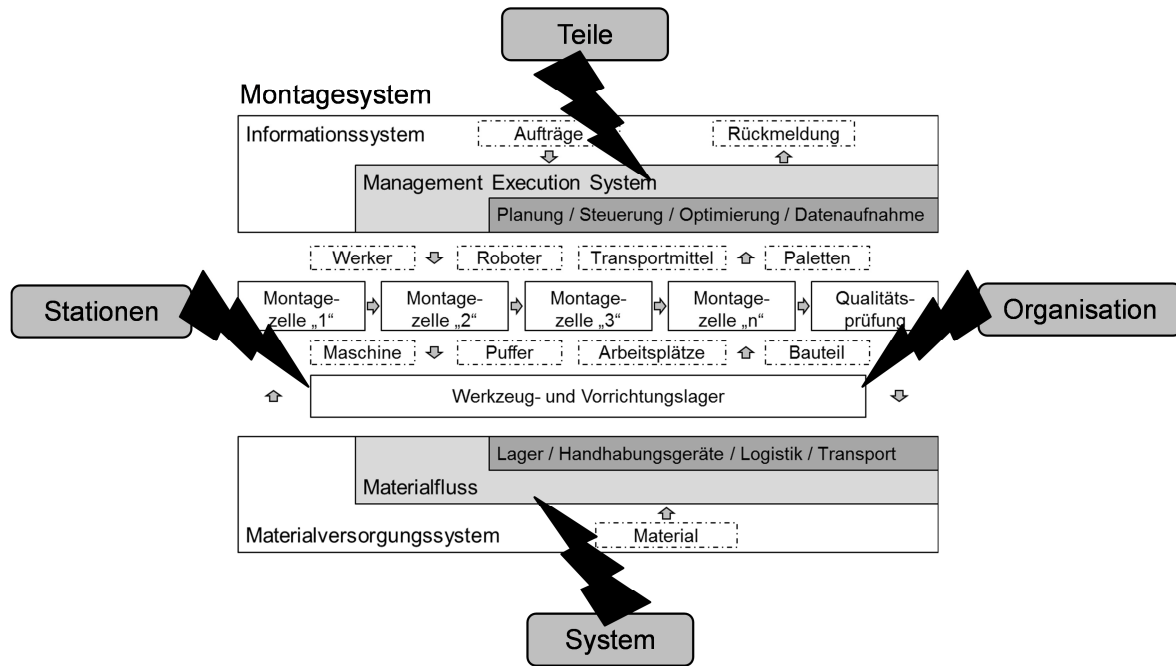 Teile
Montagesystem
Informationssystem
Aufträge
Rückmeldung
Management Execution System
Planung / Steuerung / Optimierung / Datenaufnahme
Werker
Roboter
Transportmittel
Paletten
Stationen
Montage-
zelle „1“
Montage-
zelle „2“
Montage-
zelle „3“
Montage-
zelle „n“
Qualitäts-
prüfung
Organisation
Maschine
Puffer
Arbeitsplätze
Bauteil
Werkzeug- und Vorrichtungslager
Lager / Handhabungsgeräte / Logistik / Transport
Materialfluss
Materialversorgungssystem
Material
System